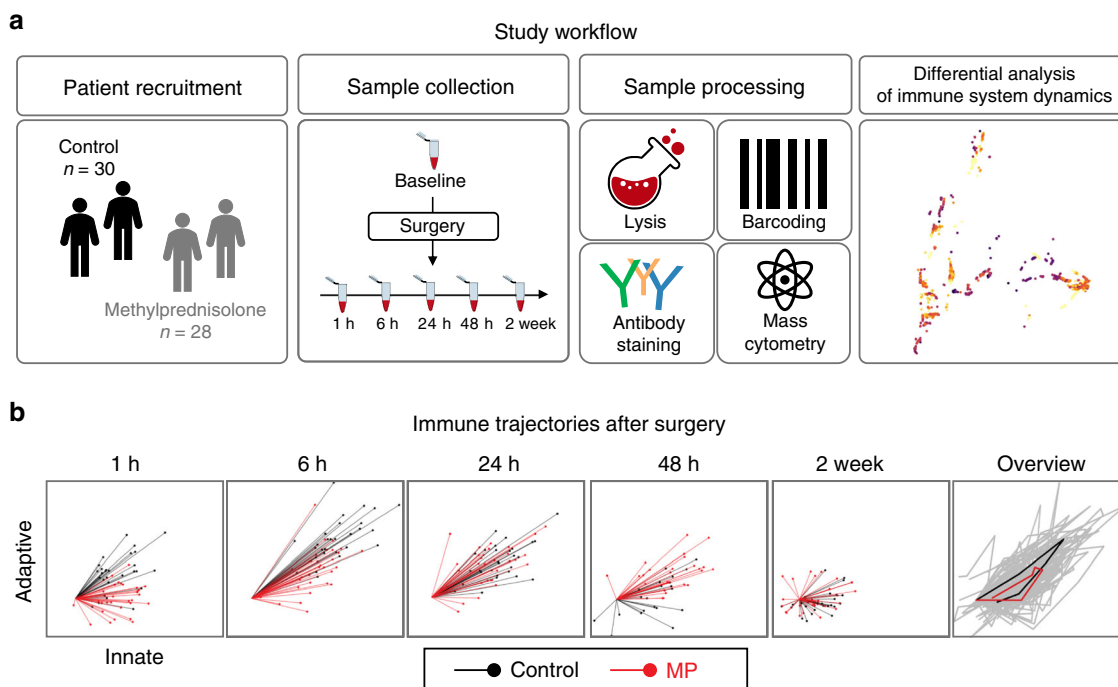 a
Study workflow
Patient recruitment
Sample collection
Sample processing
Differential analysis
of immune system dynamics
Control
n = 30
Methylprednisolone
n = 28
Baseline
Surgery
1 h 6 h 24 h 48 h 2 week
Lysis
Barcoding
Antibody
staining
Mass
cytometry
b
Immune trajectories after surgery
1 h 6 h 24 h 48 h 2 week Overview
Adaptive
Innate
Control MP